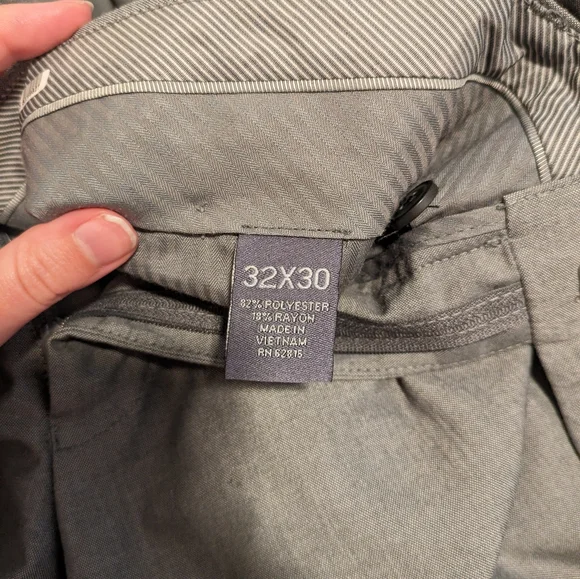 32X30
82% POLYESTER
18% RAYON
MADE IN
VIETNAM
RN 62815